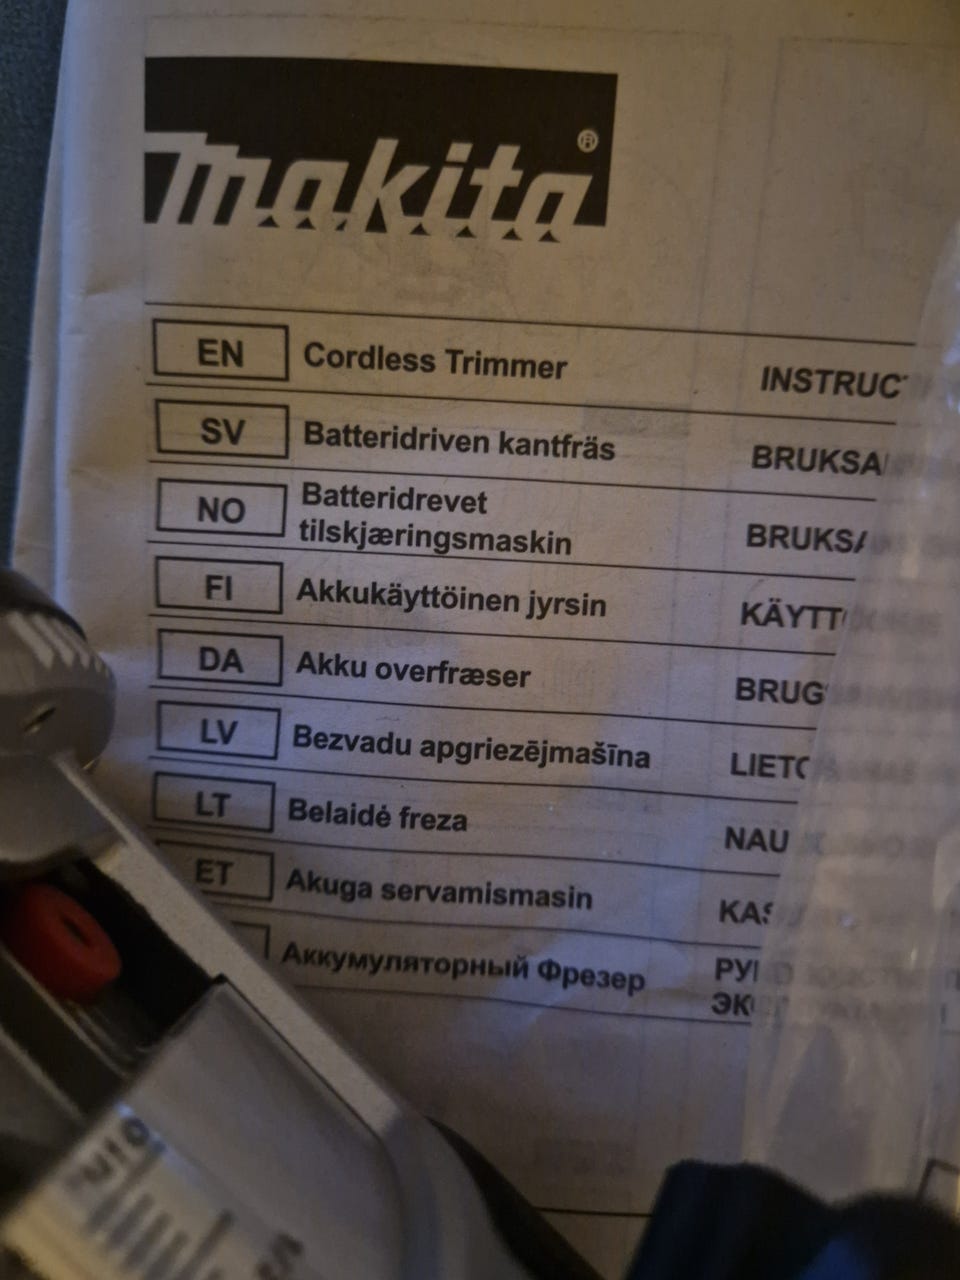 makita®
EN Cordless Trimmer INSTRUC
SV Batteridriven kantfräs BRUKSA
NO Batteridrevet
tilskjæringsmaskin BRUKSA
FI Akkukäyttöinen jyrsin KÄYTT
DA Akku overfræser BRUG
LV Bezvadu apgriezējmašīna LIETO
LT Belaidė freza NAU
ET Akuga servamismasin KAS
Аккумуляторный Фрезер РУ
ЭК